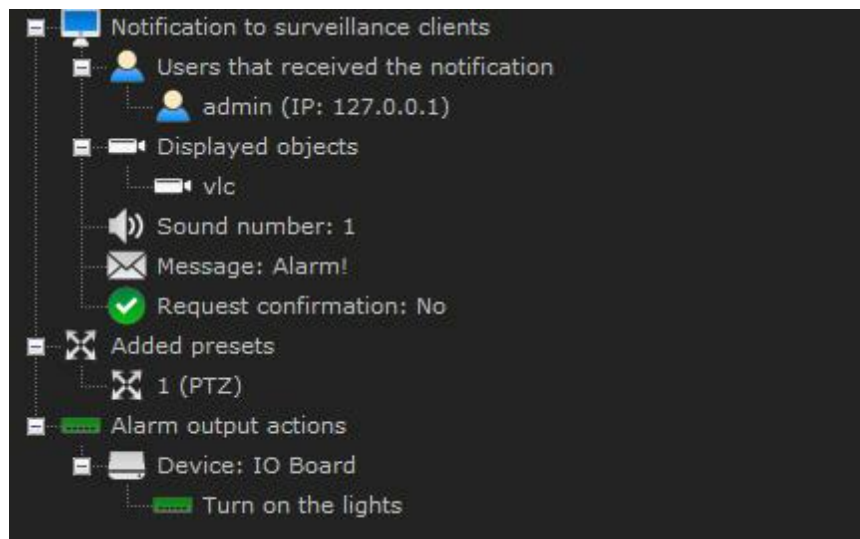 Notification to surveillance clients
Users that received the notification
admin (IP: 127.0.0.1)
Displayed objects
vlc
Sound number: 1
Message: Alarm!
Request confirmation: No
Added presets
1 (PTZ)
Alarm output actions
Device: IO Board
Turn on the lights